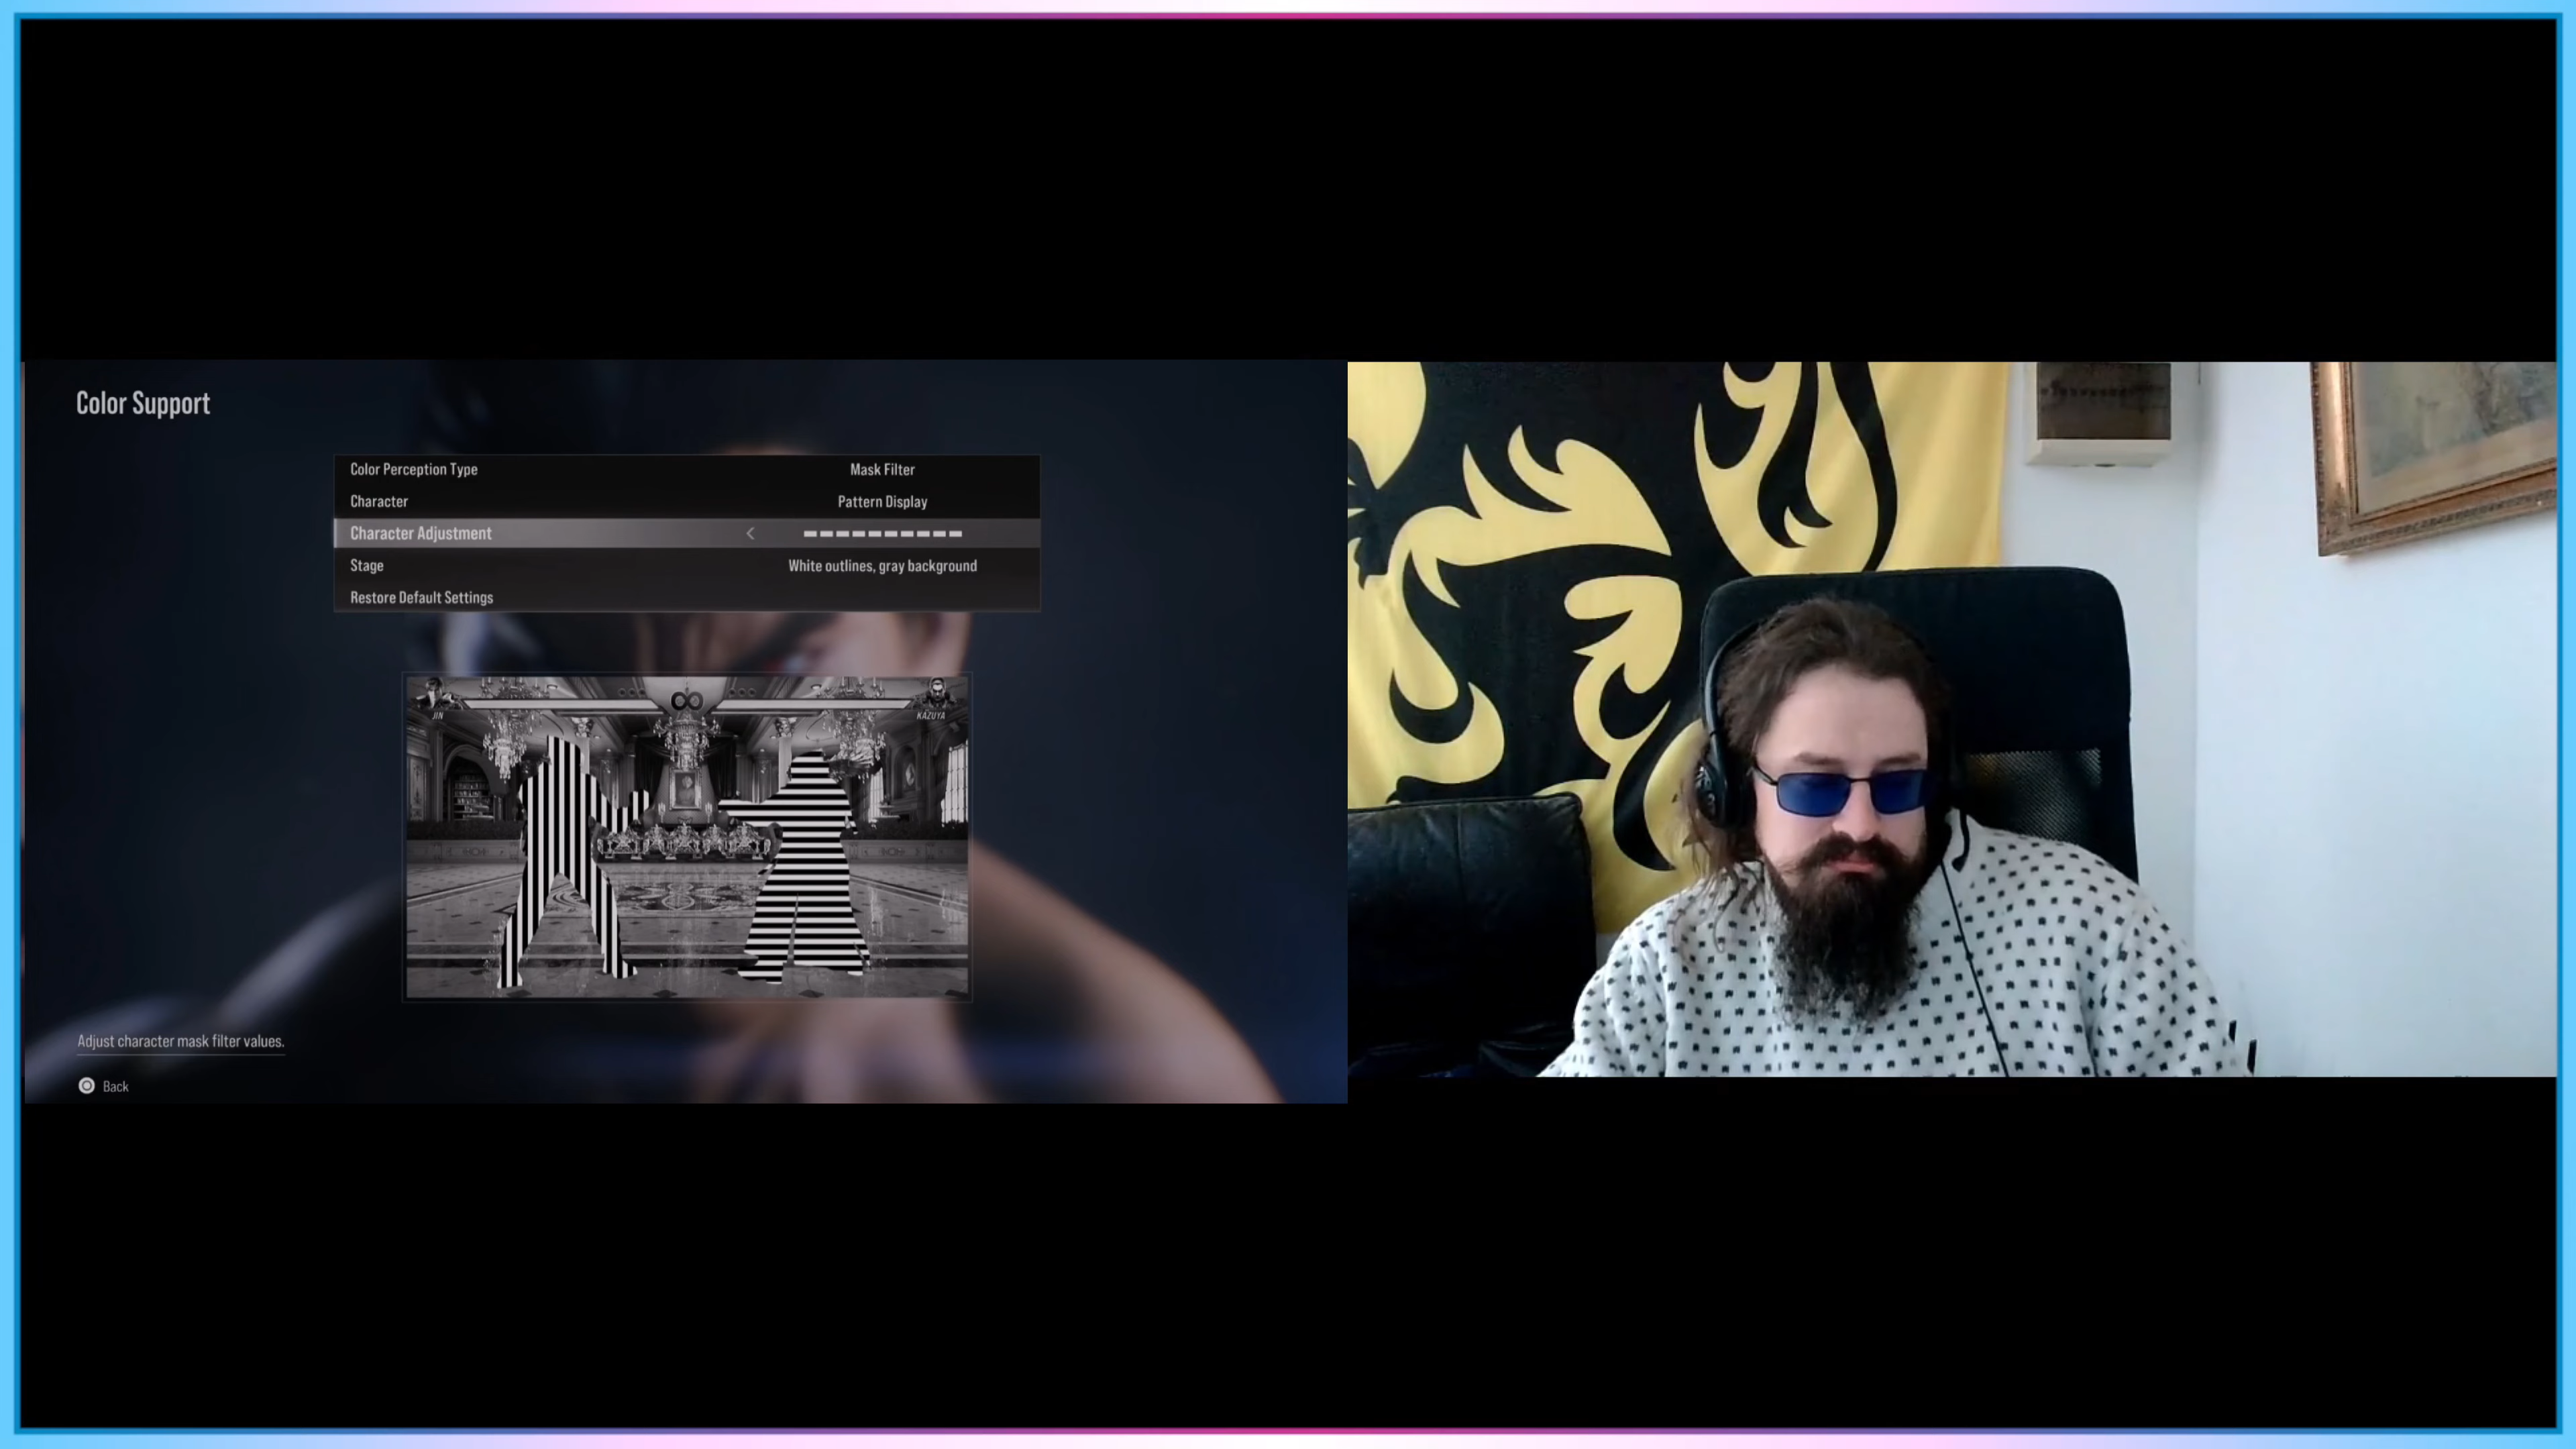 Color Support
Color Perception Type Mask Filter
Character Pattern Display
Character Adjustment
Stage White outlines, gray background
Restore Default Settings
JIN KAZUYA
Adjust character mask filter values.
Back